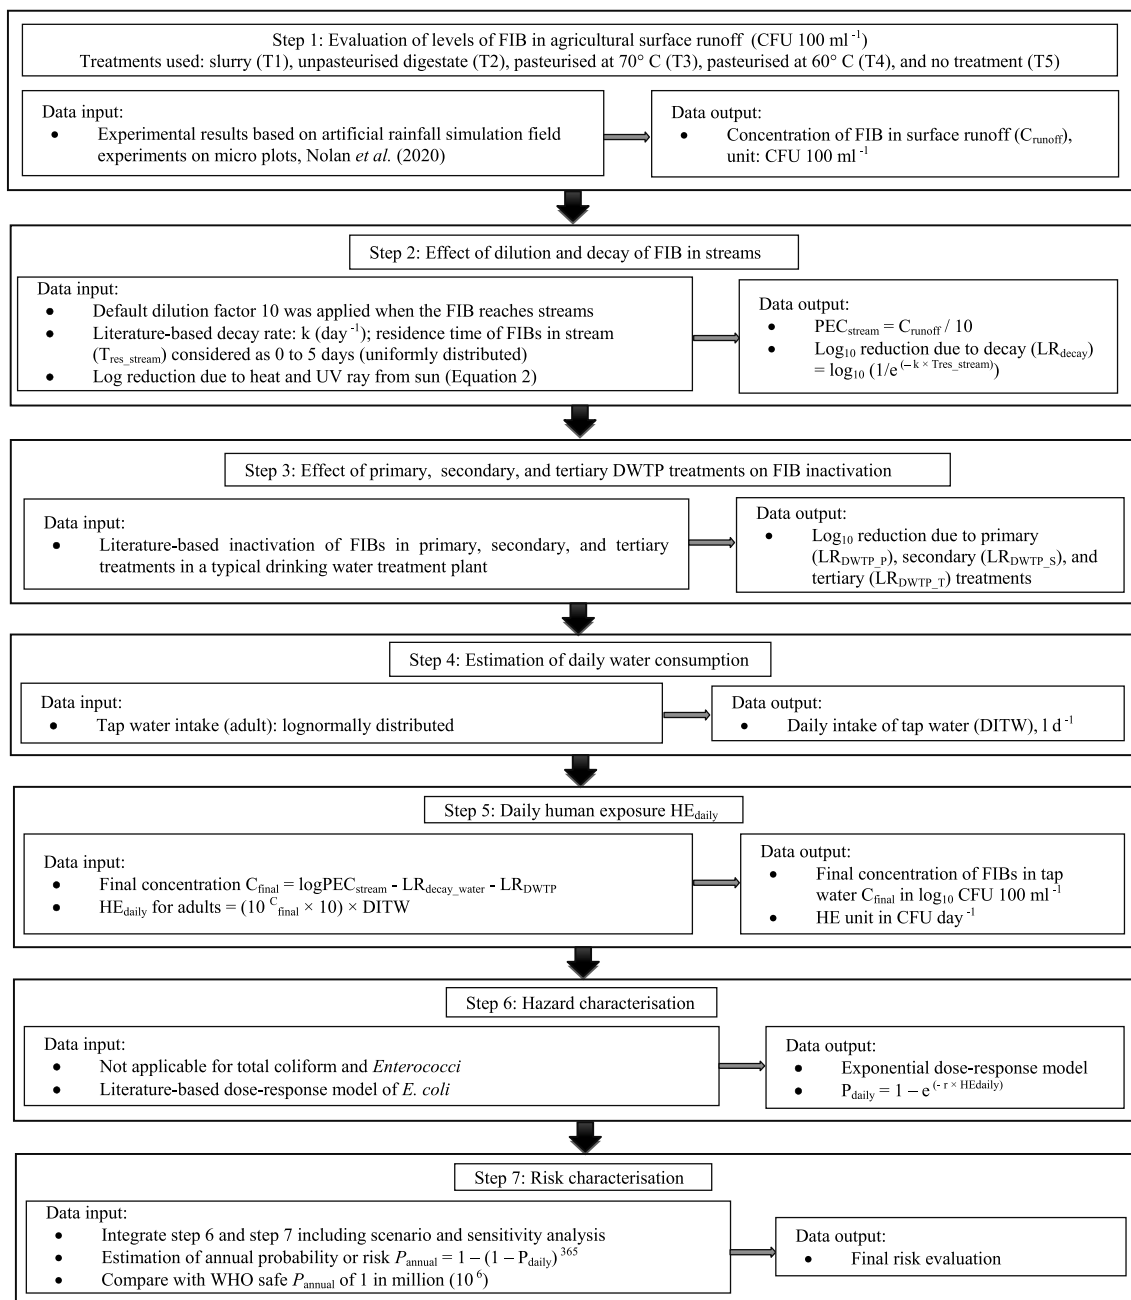 Step 1: Evaluation of levels of FIB in agricultural surface runoff (CFU 100 ml⁻¹)
Treatments used: slurry (T1), unpasteurised digestate (T2), pasteurised at 70° C (T3), pasteurised at 60° C (T4), and no treatment (T5)
Data input:
● Experimental results based on artificial rainfall simulation field
experiments on micro plots, Nolan et al. (2020)
Data output:
● Concentration of FIB in surface runoff (C_runoff),
unit: CFU 100 ml⁻¹
Step 2: Effect of dilution and decay of FIB in streams
Data input:
● Default dilution factor 10 was applied when the FIB reaches streams
● Literature-based decay rate: k (day⁻¹); residence time of FIBs in stream
(T_res_stream) considered as 0 to 5 days (uniformly distributed)
● Log reduction due to heat and UV ray from sun (Equation 2)
Data output:
● PEC_stream = C_runoff / 10
● Log₁₀ reduction due to decay (LR_decay)
= log₁₀ (1/e^(– k × Tres_stream))
Step 3: Effect of primary, secondary, and tertiary DWTP treatments on FIB inactivation
Data input:
● Literature-based inactivation of FIBs in primary, secondary, and tertiary
treatments in a typical drinking water treatment plant
Data output:
● Log₁₀ reduction due to primary
(LR_DWTP_P), secondary (LR_DWTP_S), and
tertiary (LR_DWTP_T) treatments
Step 4: Estimation of daily water consumption
Data input:
● Tap water intake (adult): lognormally distributed
Data output:
● Daily intake of tap water (DITW), l d⁻¹
Step 5: Daily human exposure HE_daily
Data input:
● Final concentration C_final = logPEC_stream - LR_decay_water - LR_DWTP
● HE_daily for adults = (10^C_final × 10) × DITW
Data output:
● Final concentration of FIBs in tap
water C_final in log₁₀ CFU 100 ml⁻¹
● HE unit in CFU day⁻¹
Step 6: Hazard characterisation
Data input:
● Not applicable for total coliform and Enterococci
● Literature-based dose-response model of E. coli
Data output:
● Exponential dose-response model
● P_daily = 1 – e^(- r × HEdaily)
Step 7: Risk characterisation
Data input:
● Integrate step 6 and step 7 including scenario and sensitivity analysis
● Estimation of annual probability or risk P_annual = 1 – (1 – P_daily)³⁶⁵
● Compare with WHO safe P_annual of 1 in million (10⁶)
Data output:
● Final risk evaluation